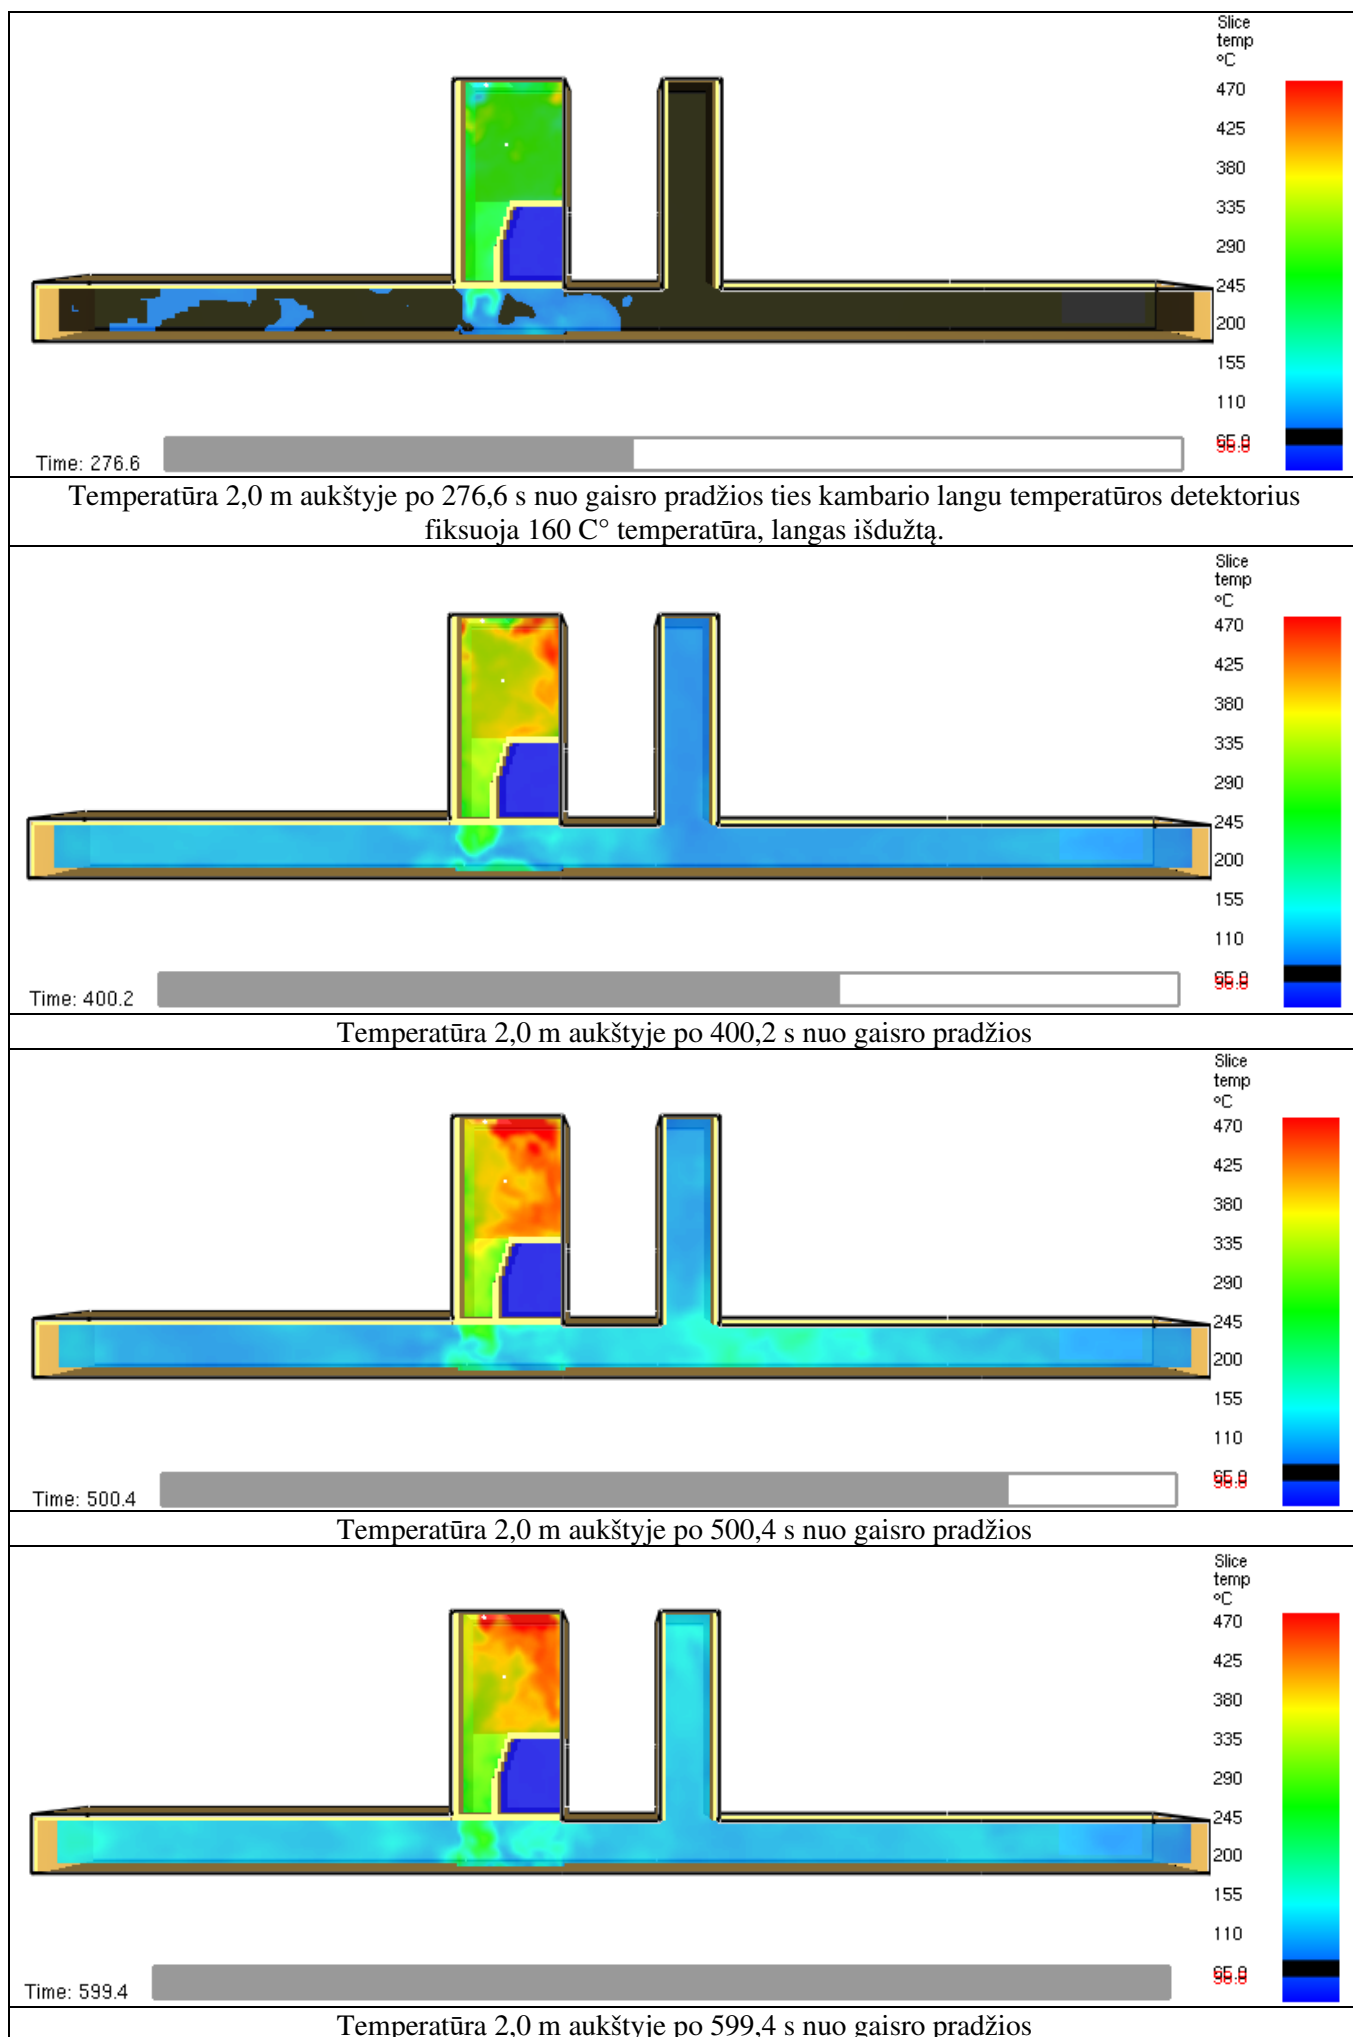 Slice
temp
°C
470
425
380
335
290
245
200
155
110
Time: 276.6
Temperatūra 2,0 m aukštyje po 276,6 s nuo gaisro pradžios ties kambario langu temperatūros detektorius
fiksuoja 160 C° temperatūra, langas išdužtą.
Slice
temp
°C
470
425
380
335
290
245
200
155
110
Time: 400.2
Temperatūra 2,0 m aukštyje po 400,2 s nuo gaisro pradžios
Slice
temp
°C
470
425
380
335
290
245
200
155
110
Time: 500.4
Temperatūra 2,0 m aukštyje po 500,4 s nuo gaisro pradžios
Slice
temp
°C
470
425
380
335
290
245
200
155
110
Time: 599.4
Temperatūra 2,0 m aukštyje po 599,4 s nuo gaisro pradžios